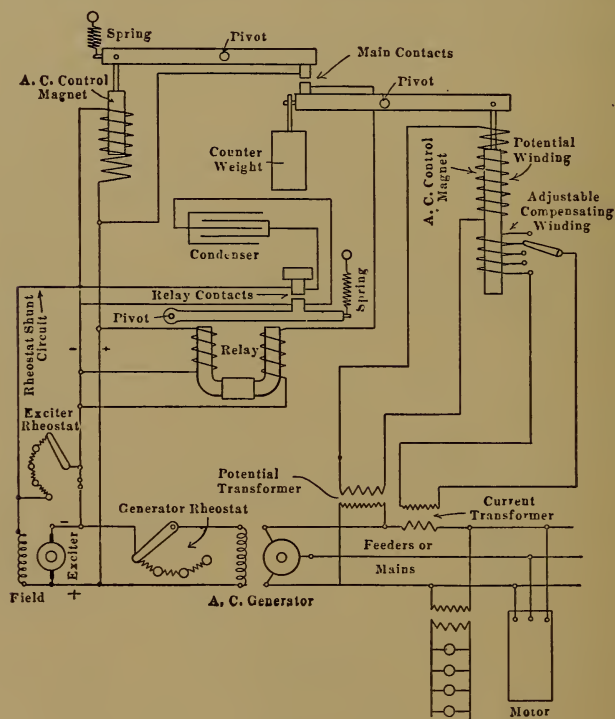 Spring
Pivot
Main Contacts
A. C. Control
Magnet
Pivot
Counter
Weight
A. C. Control
Magnet
Potential
Winding
Adjustable
Compensating
Winding
Condenser
Relay Contacts
Spring
Pivot
Rheostat Shunt
Circuit
- +
Relay
Exciter
Rheostat
Potential
Transformer
Generator Rheostat
Current
Transformer
-
Exciter
+
Feeders or
Mains
Field
A. C. Generator
Motor